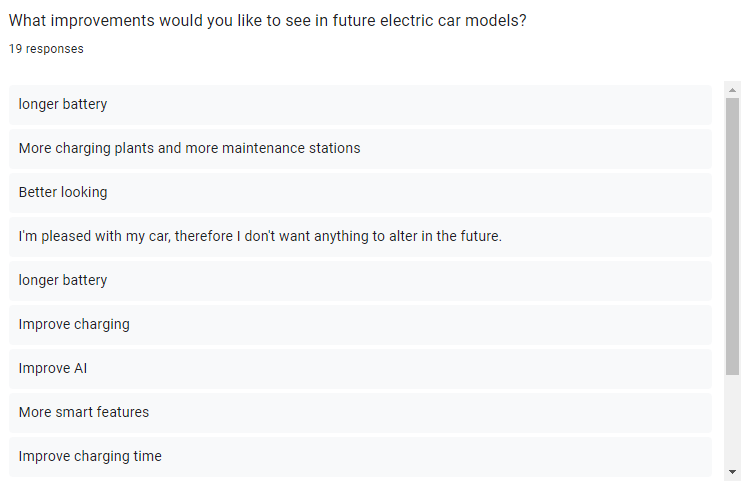 What improvements would you like to see in future electric car models?
19 responses
longer battery
More charging plants and more maintenance stations
Better looking
I'm pleased with my car, therefore I don't want anything to alter in the future.
longer battery
Improve charging
Improve AI
More smart features
Improve charging time